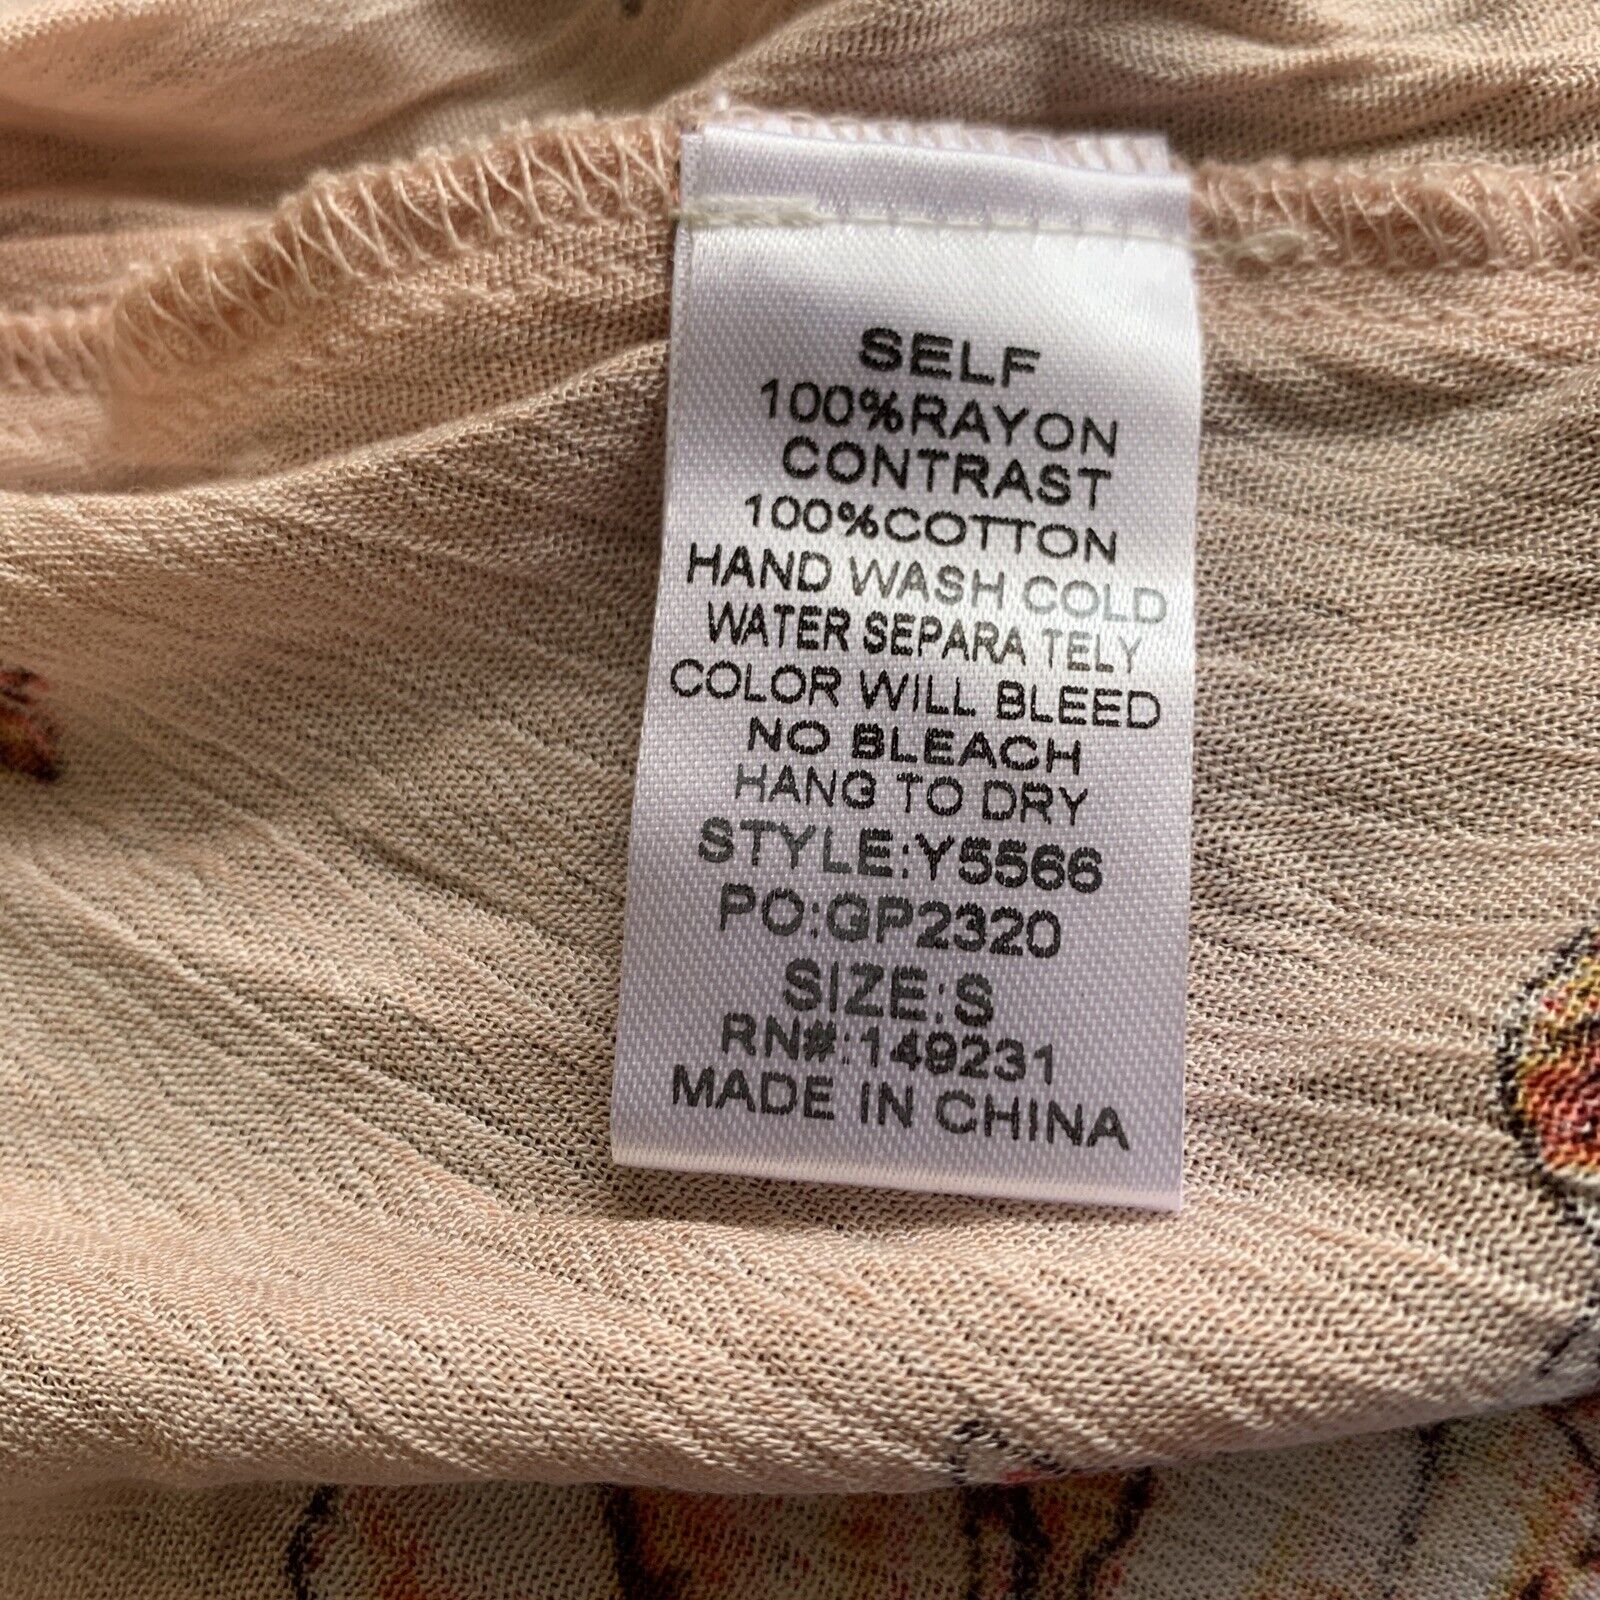 SELF
100%RAYON
CONTRAST
100%COTTON
HAND WASH COLD
WATER SEPARA TELY
COLOR WILL BLEED
NO BLEACH
HANG TO DRY
STYLE:Y5566
PO:GP2320
SIZE:S
RN#:149231
MADE IN CHINA